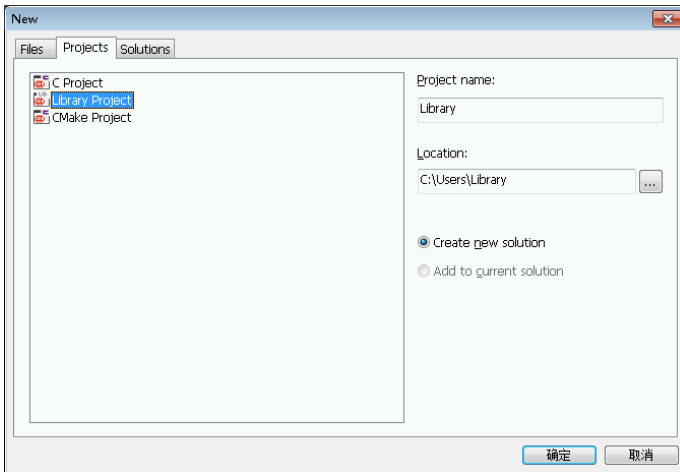 New
Files Projects Solutions
C Project
Library Project
CMake Project
Project name:
Library
Location:
C:\Users\Library
...
Create new solution
Add to current solution
确定 取消